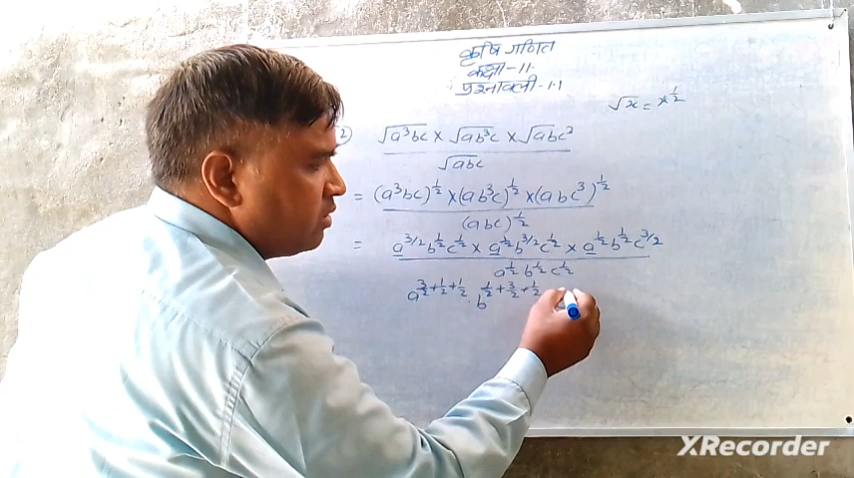 कृषि गणित
कक्षा-11.
प्रश्नावली-1.1
√x = x^½
2) (√a³bc × √ab³c × √abc²) / √abc
= ((a³bc)^½ × (ab³c)^½ × (abc³)^½) / (abc)^½
= (a^3/2 b^½ c^½ × a^½ b^3/2 c^½ × a^½ b^½ c^3/2) / (a^½ b^½ c^½)
a^(3/2+½+½) · b^(½+3/2+½)
XRecorder